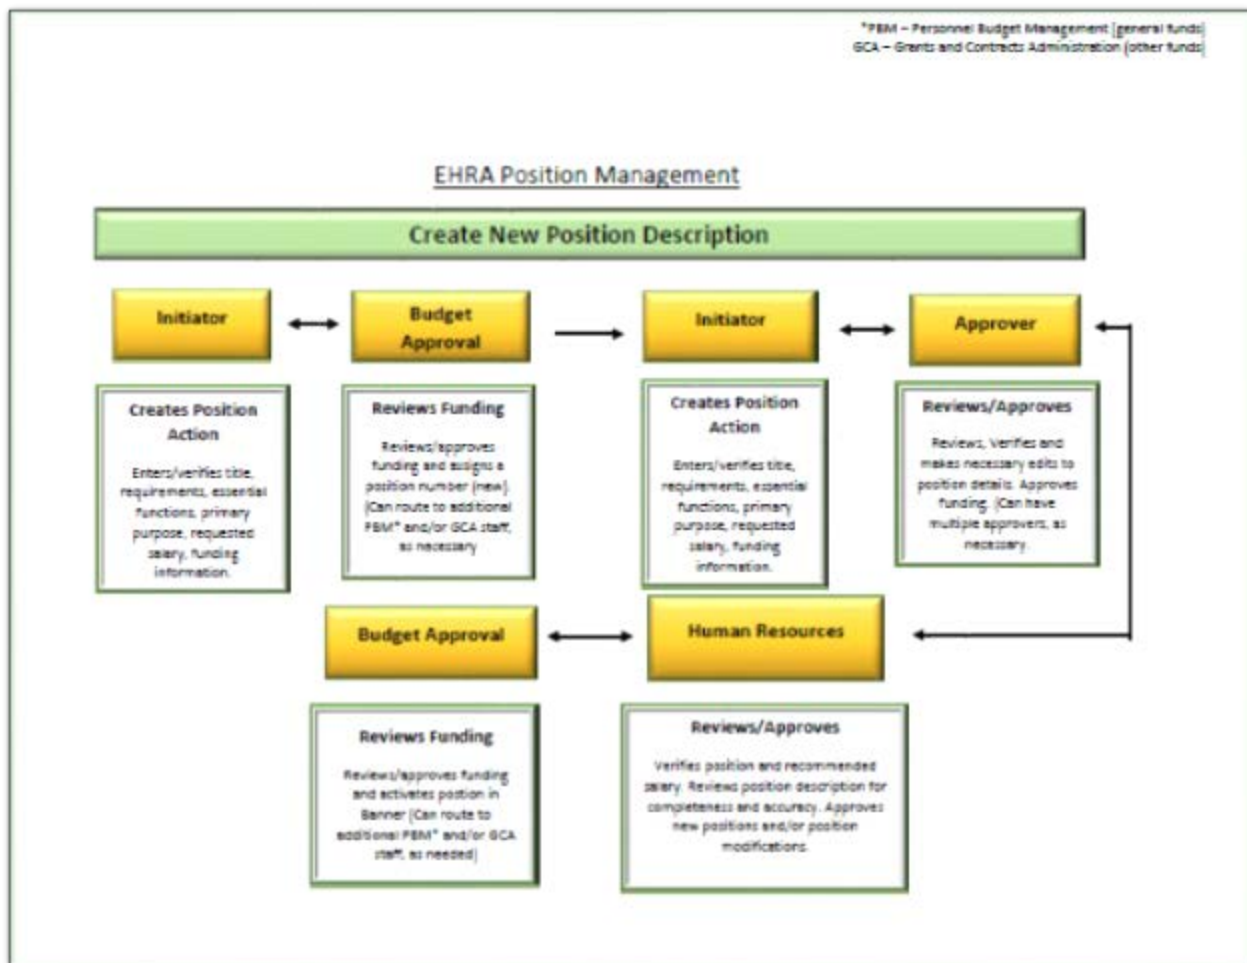 *PBM – Personnel Budget Management (general funds)
GCA – Grants and Contracts Administration (other funds)
EHRA Position Management
Create New Position Description
Initiator
Budget
Approval
Initiator
Approver
Creates Position
Action
Enters/verifies title,
requirements, essential
functions, primary
purpose, requested
salary, funding
information.
Reviews Funding
Reviews/approves
funding and assigns a
position number (new).
(Can route to additional
PBM* and/or GCA staff,
as necessary
Creates Position
Action
Enters/verifies title,
requirements, essential
functions, primary
purpose, requested
salary, funding
information.
Reviews/Approves
Reviews, Verifies and
makes necessary edits to
position details. Approves
funding. (Can have
multiple approvers, as
necessary.
Budget Approval
Human Resources
Reviews Funding
Reviews/approves funding
and activates postion in
Banner (Can route to
additional PBM* and/or GCA
staff, as needed)
Reviews/Approves
Verifies position and recommended
salary. Reviews position description for
completeness and accuracy. Approves
new positions and/or position
modifications.